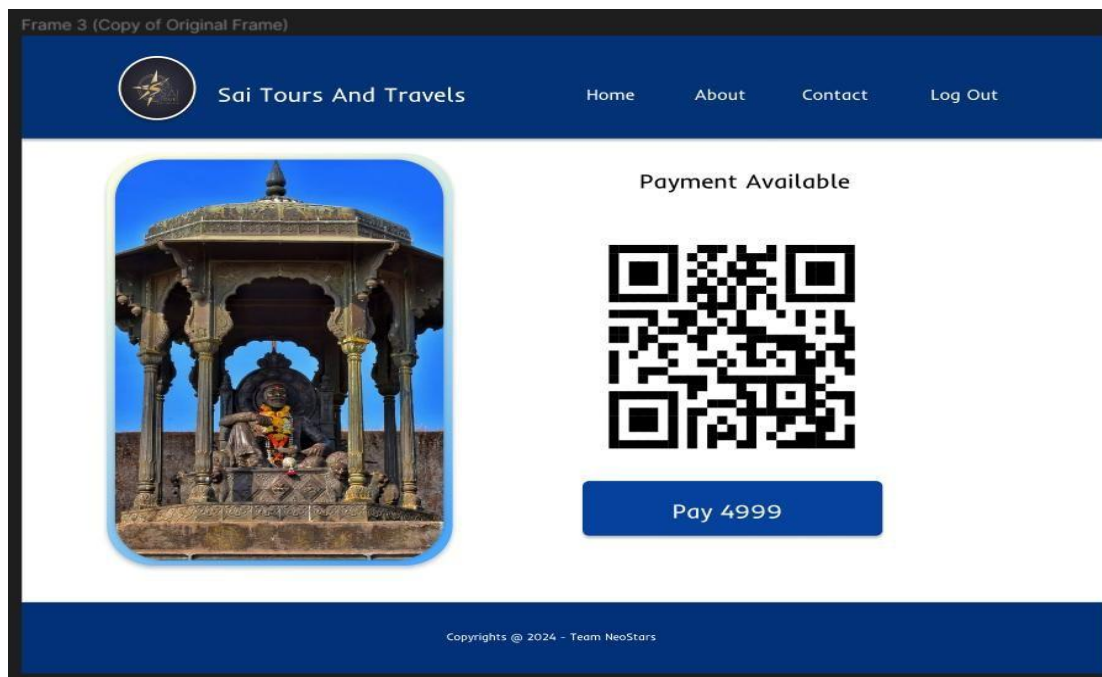 Frame 3 (Copy of Original Frame)
Sai Tours And Travels
Home
About
Contact
Log Out
Payment Available
Pay 4999
Copyrights @ 2024 - Team NeoStars